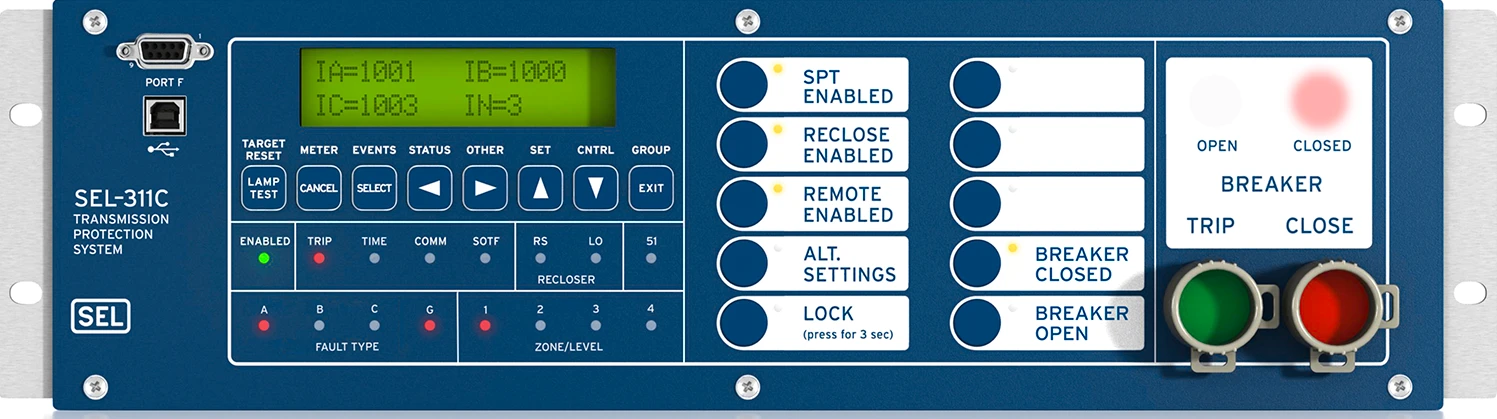 1
9
PORT F
SEL-311C
TRANSMISSION
PROTECTION
SYSTEM
SEL
IA=1001 IB=1000
IC=1003 IN=3
TARGET
RESET
METER
EVENTS
STATUS
OTHER
SET
CNTRL
GROUP
LAMP
TEST
CANCEL
SELECT
EXIT
ENABLED
TRIP
TIME
COMM
SOTF
RS
LO
51
RECLOSER
A
B
C
G
1
2
3
4
FAULT TYPE
ZONE/LEVEL
SPT
ENABLED
RECLOSE
ENABLED
REMOTE
ENABLED
ALT.
SETTINGS
LOCK
(press for 3 sec)
BREAKER
CLOSED
BREAKER
OPEN
OPEN
CLOSED
BREAKER
TRIP
CLOSE